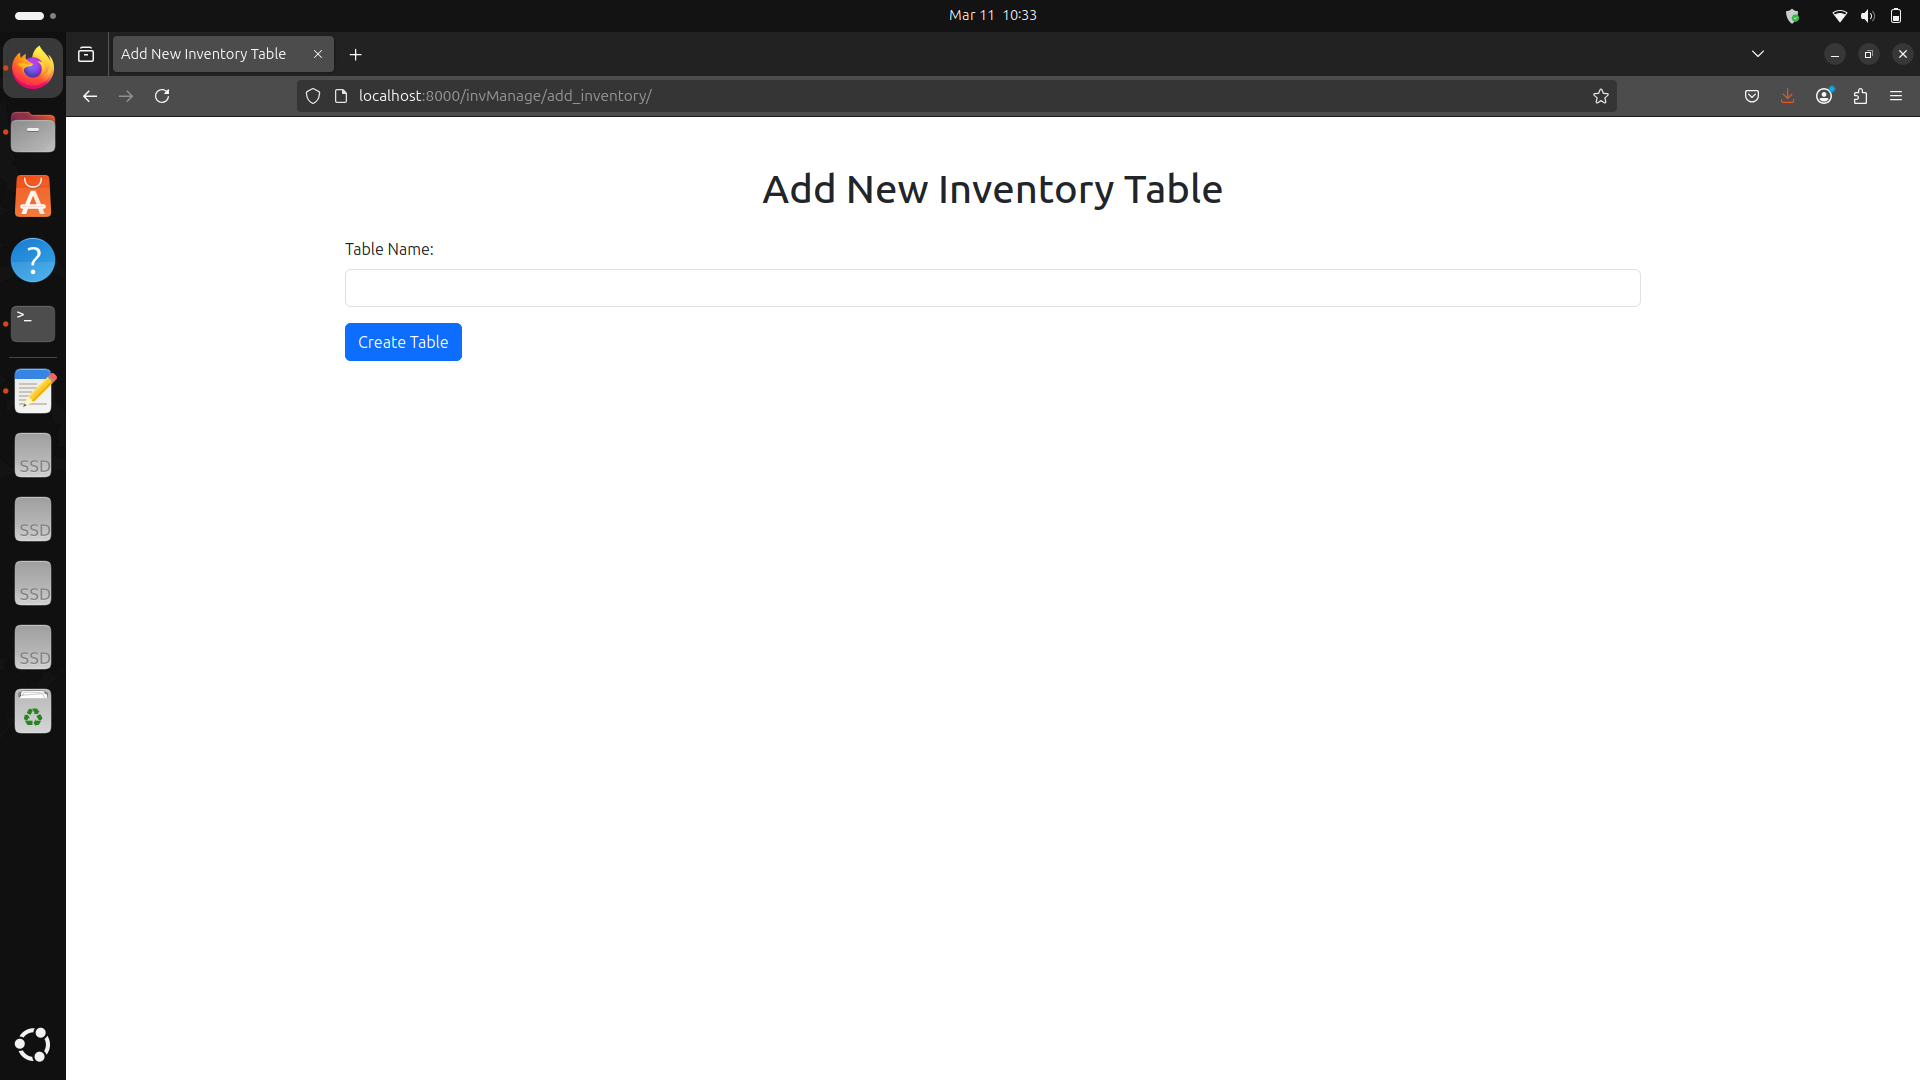 Mar 11 10:33
Add New Inventory Table
localhost:8000/invManage/add_inventory/
Add New Inventory Table
Table Name:
Create Table
SSD
SSD
SSD
SSD